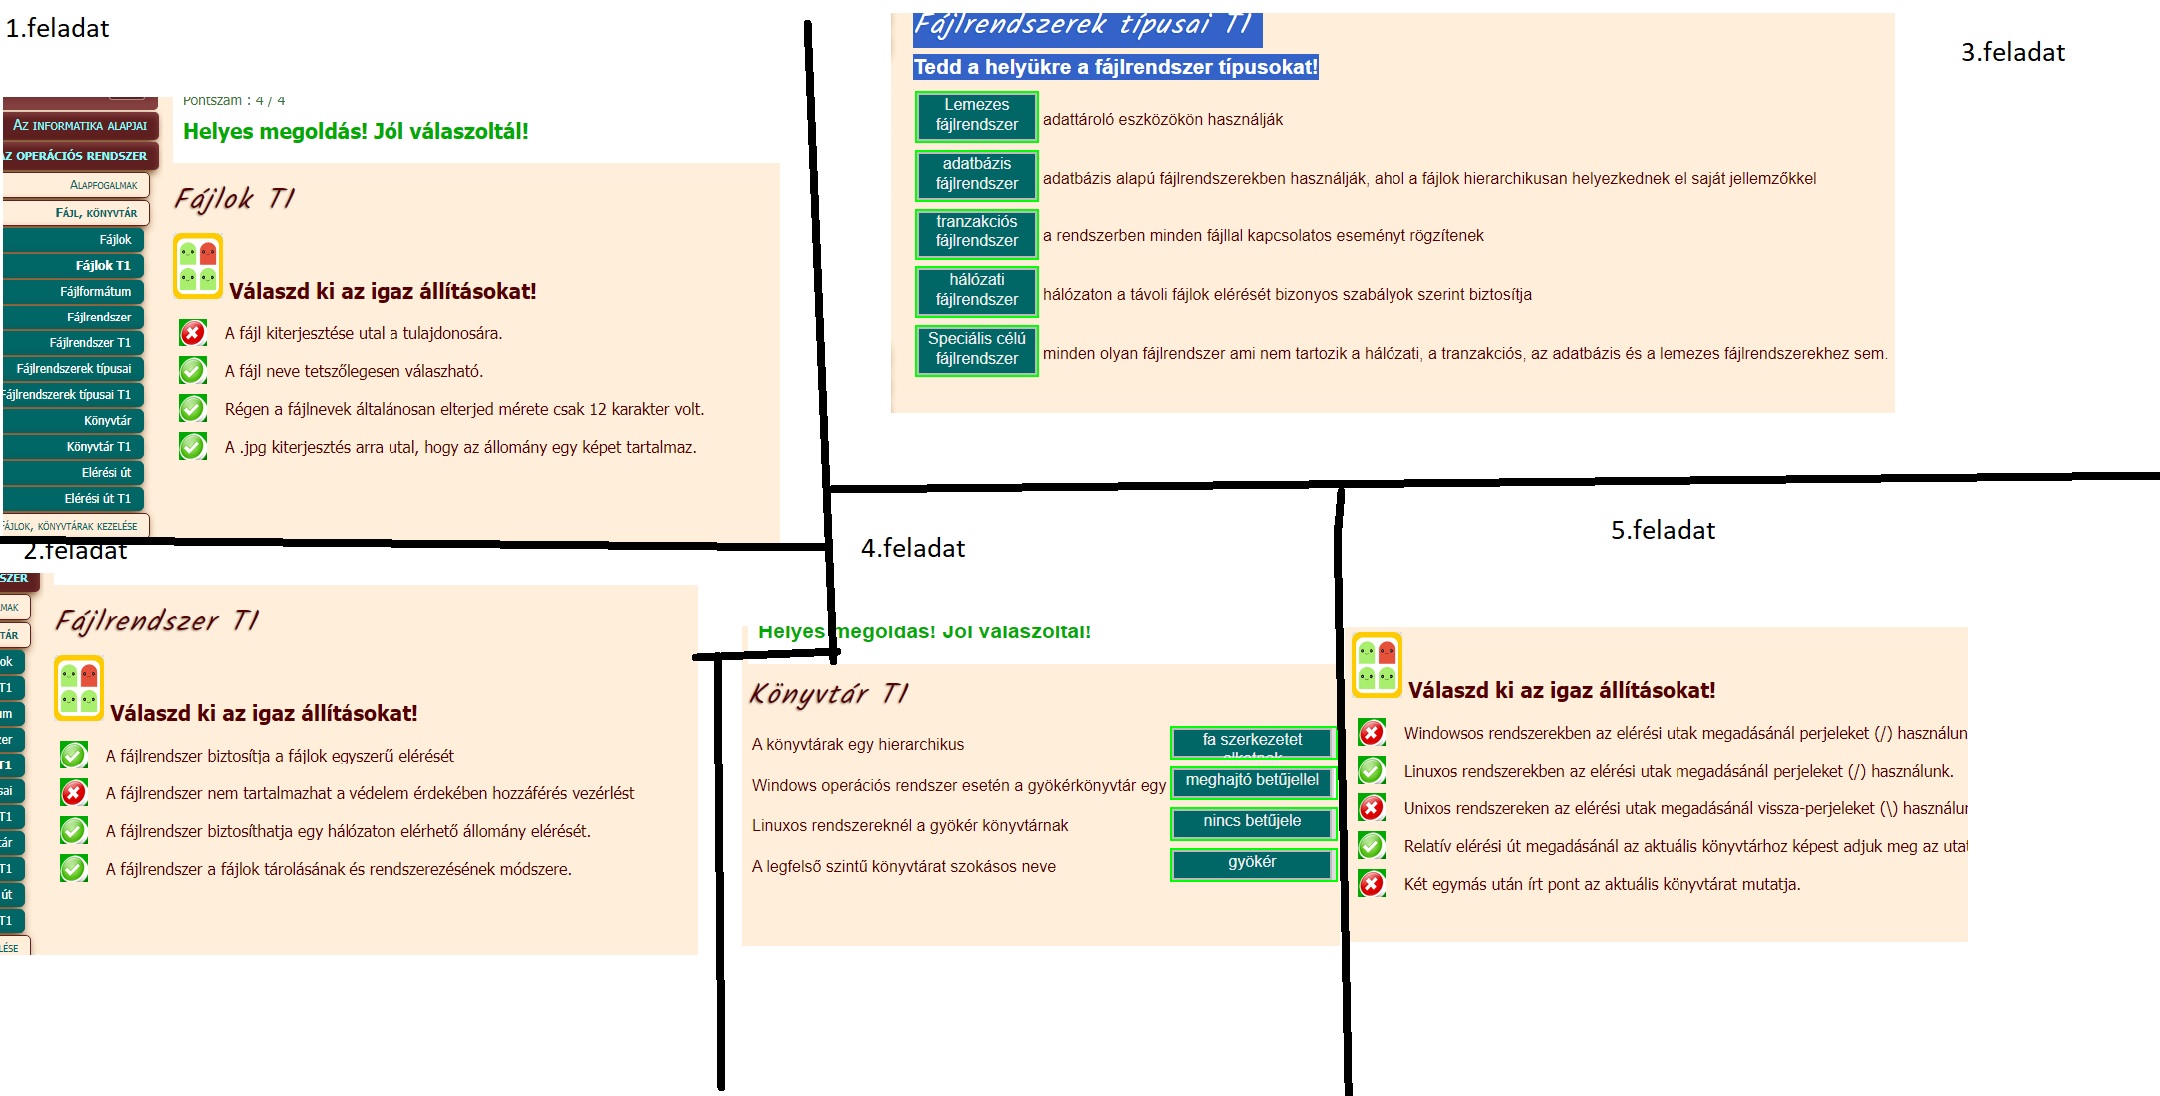 1.feladat
Pontszám : 4 / 4
Helyes megoldás! Jól válaszoltál!
AZ INFORMATIKA ALAPJAI
AZ OPERÁCIÓS RENDSZER
ALAPFOGALMAK
FÁJL, KÖNYVTÁR
Fájlok
Fájlok T1
Fájlformátum
Fájlrendszer
Fájlrendszer T1
Fájlrendszerek típusai
Fájlrendszerek típusai T1
Könyvtár
Könyvtár T1
Elérési út
Elérési út T1
FÁJLOK, KÖNYVTÁRAK KEZELÉSE
Fájlok T1
Válaszd ki az igaz állításokat!
A fájl kiterjesztése utal a tulajdonosára.
A fájl neve tetszőlegesen válaszható.
Régen a fájlnevek általánosan elterjed mérete csak 12 karakter volt.
A .jpg kiterjesztés arra utal, hogy az állomány egy képet tartalmaz.
2.feladat
SZER
MAK
TÁR
ok
T1
um
zer
T1
sai
T1
ár
T1
út
T1
LÉSE
Fájlrendszer T1
Válaszd ki az igaz állításokat!
A fájlrendszer biztosítja a fájlok egyszerű elérését
A fájlrendszer nem tartalmazhat a védelem érdekében hozzáférés vezérlést
A fájlrendszer biztosíthatja egy hálózaton elérhető állomány elérését.
A fájlrendszer a fájlok tárolásának és rendszerezésének módszere.
3.feladat
Fájlrendszerek típusai T1
Tedd a helyükre a fájlrendszer típusokat!
Lemezes fájlrendszer adattároló eszközökön használják
adatbázis fájlrendszer adatbázis alapú fájlrendszerekben használják, ahol a fájlok hierarchikusan helyezkednek el saját jellemzőkkel
tranzakciós fájlrendszer a rendszerben minden fájllal kapcsolatos eseményt rögzítenek
hálózati fájlrendszer hálózaton a távoli fájlok elérését bizonyos szabályok szerint biztosítja
Speciális célú fájlrendszer minden olyan fájlrendszer ami nem tartozik a hálózati, a tranzakciós, az adatbázis és a lemezes fájlrendszerekhez sem.
4.feladat
Helyes megoldás! Jól válaszoltál!
Könyvtár T1
A könyvtárak egy hierarchikus fa szerkezetet alkotnak
Windows operációs rendszer esetén a gyökérkönyvtár egy meghajtó betűjellel
Linuxos rendszereknél a gyökér könyvtárnak nincs betűjele
A legfelső szintű könyvtárat szokásos neve gyökér
5.feladat
Válaszd ki az igaz állításokat!
Windowsos rendszerekben az elérési utak megadásánál perjeleket (/) használun
Linuxos rendszerekben az elérési utak megadásánál perjeleket (/) használunk.
Unixos rendszereken az elérési utak megadásánál vissza-perjeleket (\) használun
Relatív elérési út megadásánál az aktuális könyvtárhoz képest adjuk meg az utat
Két egymás után írt pont az aktuális könyvtárat mutatja.